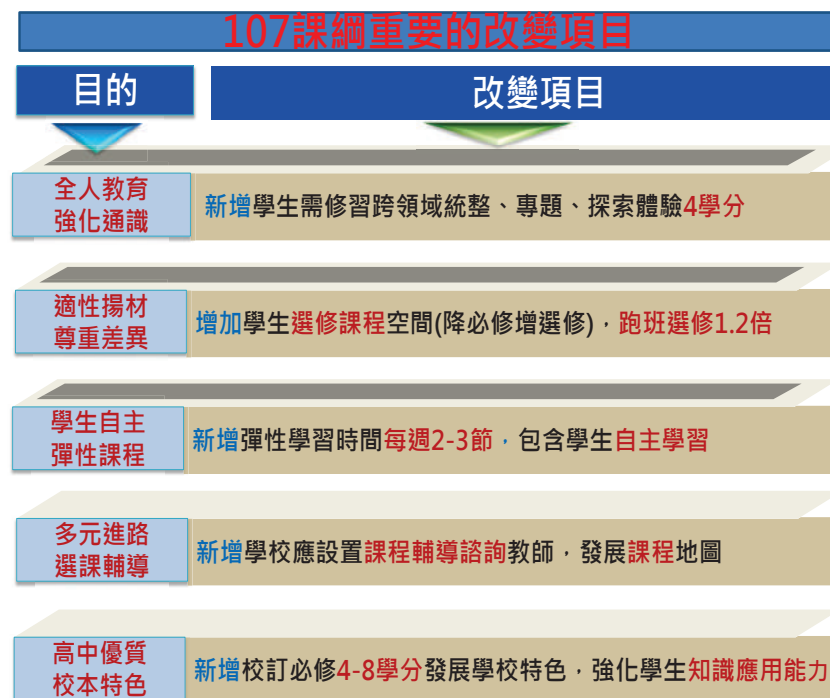 107課綱重要的改變項目
目的
改變項目
全人教育
強化通識
新增學生需修習跨領域統整、專題、探索體驗4學分
適性揚材
尊重差異
增加學生選修課程空間(降必修增選修)，跑班選修1.2倍
學生自主
彈性課程
新增彈性學習時間每週2-3節，包含學生自主學習
多元進路
選課輔導
新增學校應設置課程輔導諮詢教師，發展課程地圖
高中優質
校本特色
新增校訂必修4-8學分發展學校特色，強化學生知識應用能力